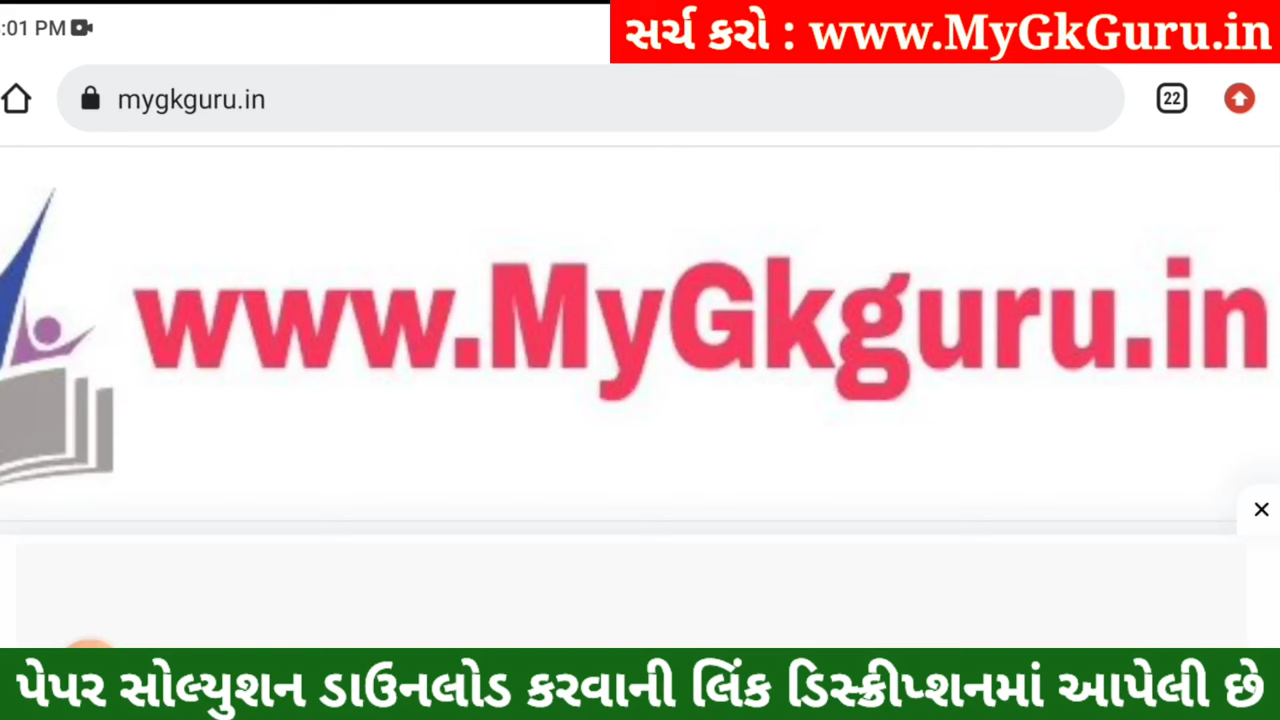 :01 PM
સર્ચ કરો : www.MyGkGuru.in
mygkguru.in
22
www.MyGkguru.in
પેપર સોલ્યુશન ડાઉનલોડ કરવાની લિંક ડિસ્ક્રીપ્શનમાં આપેલી છે